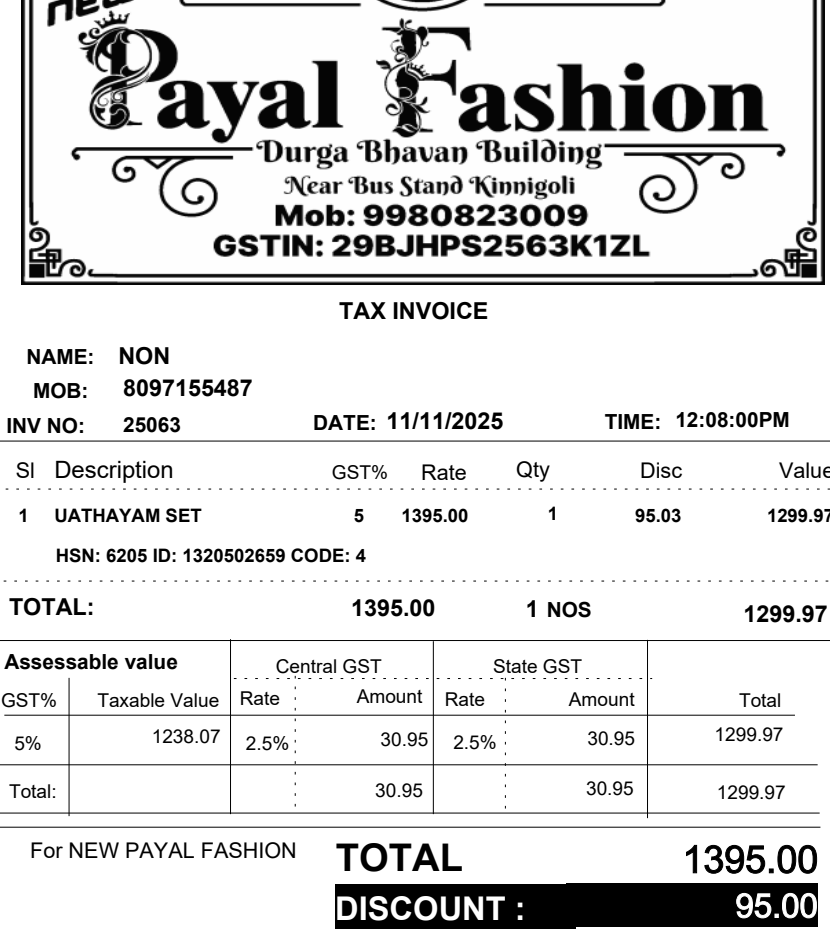 new
Payal Fashion
Durga Bhavan Building
Near Bus Stand Kinnigoli
Mob: 9980823009
GSTIN: 29BJHPS2563K1ZL
TAX INVOICE
NAME: NON
MOB: 8097155487
INV NO: 25063 DATE: 11/11/2025 TIME: 12:08:00PM
Sl Description GST% Rate Qty Disc Value
1 UATHAYAM SET 5 1395.00 1 95.03 1299.97
HSN: 6205 ID: 1320502659 CODE: 4
TOTAL: 1395.00 1 NOS 1299.97
Assessable value Central GST State GST
GST% Taxable Value Rate Amount Rate Amount Total
5% 1238.07 2.5% 30.95 2.5% 30.95 1299.97
Total: 30.95 30.95 1299.97
For NEW PAYAL FASHION TOTAL 1395.00
DISCOUNT : 95.00